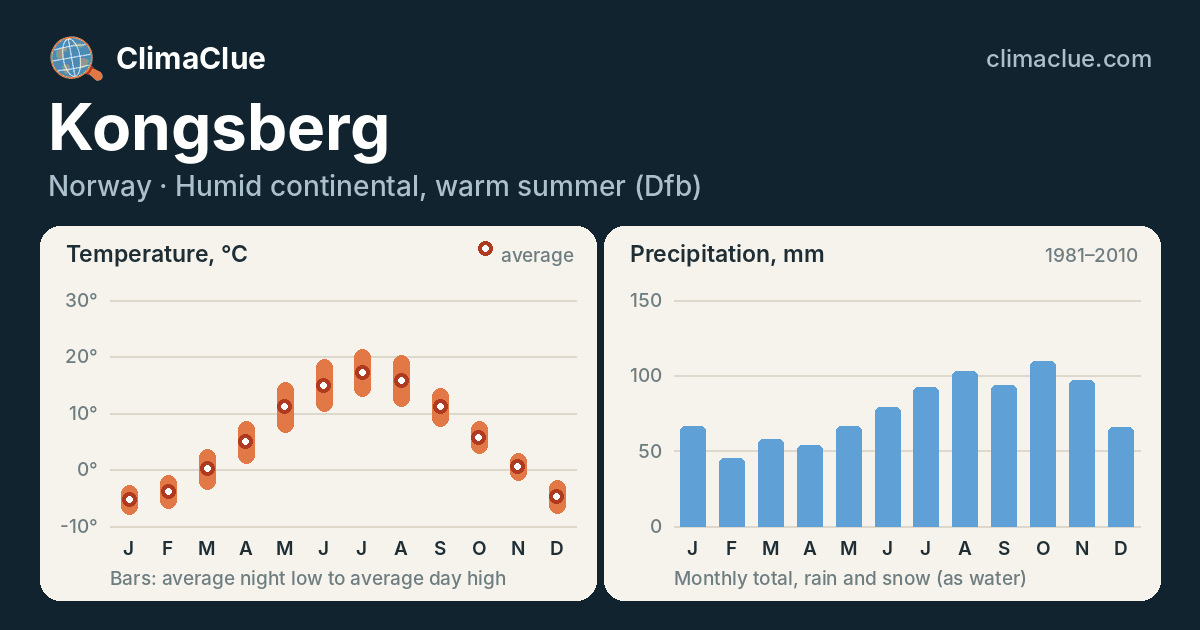 ClimaClue
climaclue.com
Kongsberg
Norway · Humid continental, warm summer (Dfb)
Temperature, °C
average
30°
20°
10°
0°
-10°
J F M A M J J A S O N D
Bars: average night low to average day high
Precipitation, mm
1981–2010
150
100
50
0
J F M A M J J A S O N D
Monthly total, rain and snow (as water)